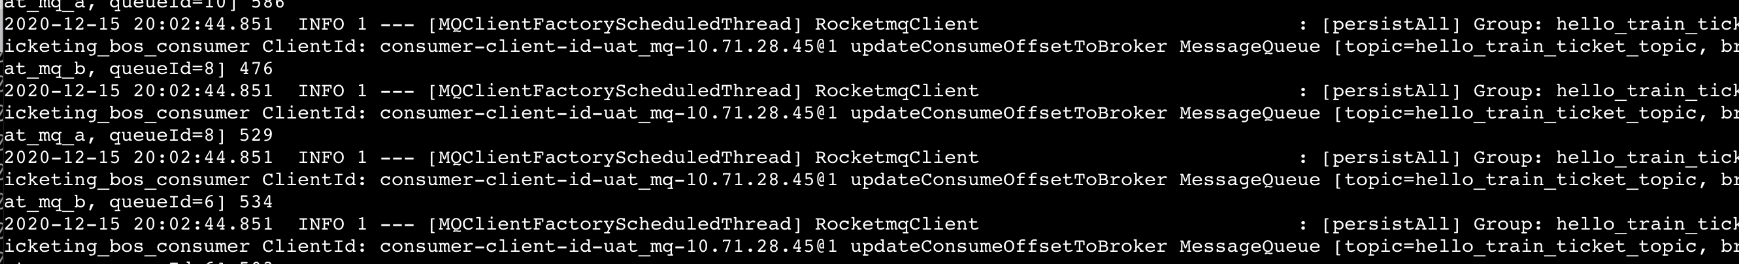 at_mq_a, queueId=10] 586
2020-12-15 20:02:44.851  INFO 1 --- [MQClientFactoryScheduledThread] RocketmqClient                           : [persistAll] Group: hello_train_tick
icketing_bos_consumer ClientId: consumer-client-id-uat_mq-10.71.28.45@1 updateConsumeOffsetToBroker MessageQueue [topic=hello_train_ticket_topic, br
at_mq_b, queueId=8] 476
2020-12-15 20:02:44.851  INFO 1 --- [MQClientFactoryScheduledThread] RocketmqClient                           : [persistAll] Group: hello_train_tick
icketing_bos_consumer ClientId: consumer-client-id-uat_mq-10.71.28.45@1 updateConsumeOffsetToBroker MessageQueue [topic=hello_train_ticket_topic, br
at_mq_a, queueId=8] 529
2020-12-15 20:02:44.851  INFO 1 --- [MQClientFactoryScheduledThread] RocketmqClient                           : [persistAll] Group: hello_train_tick
icketing_bos_consumer ClientId: consumer-client-id-uat_mq-10.71.28.45@1 updateConsumeOffsetToBroker MessageQueue [topic=hello_train_ticket_topic, br
at_mq_b, queueId=6] 534
2020-12-15 20:02:44.851  INFO 1 --- [MQClientFactoryScheduledThread] RocketmqClient                           : [persistAll] Group: hello_train_tick
icketing_bos_consumer ClientId: consumer-client-id-uat_mq-10.71.28.45@1 updateConsumeOffsetToBroker MessageQueue [topic=hello_train_ticket_topic, br